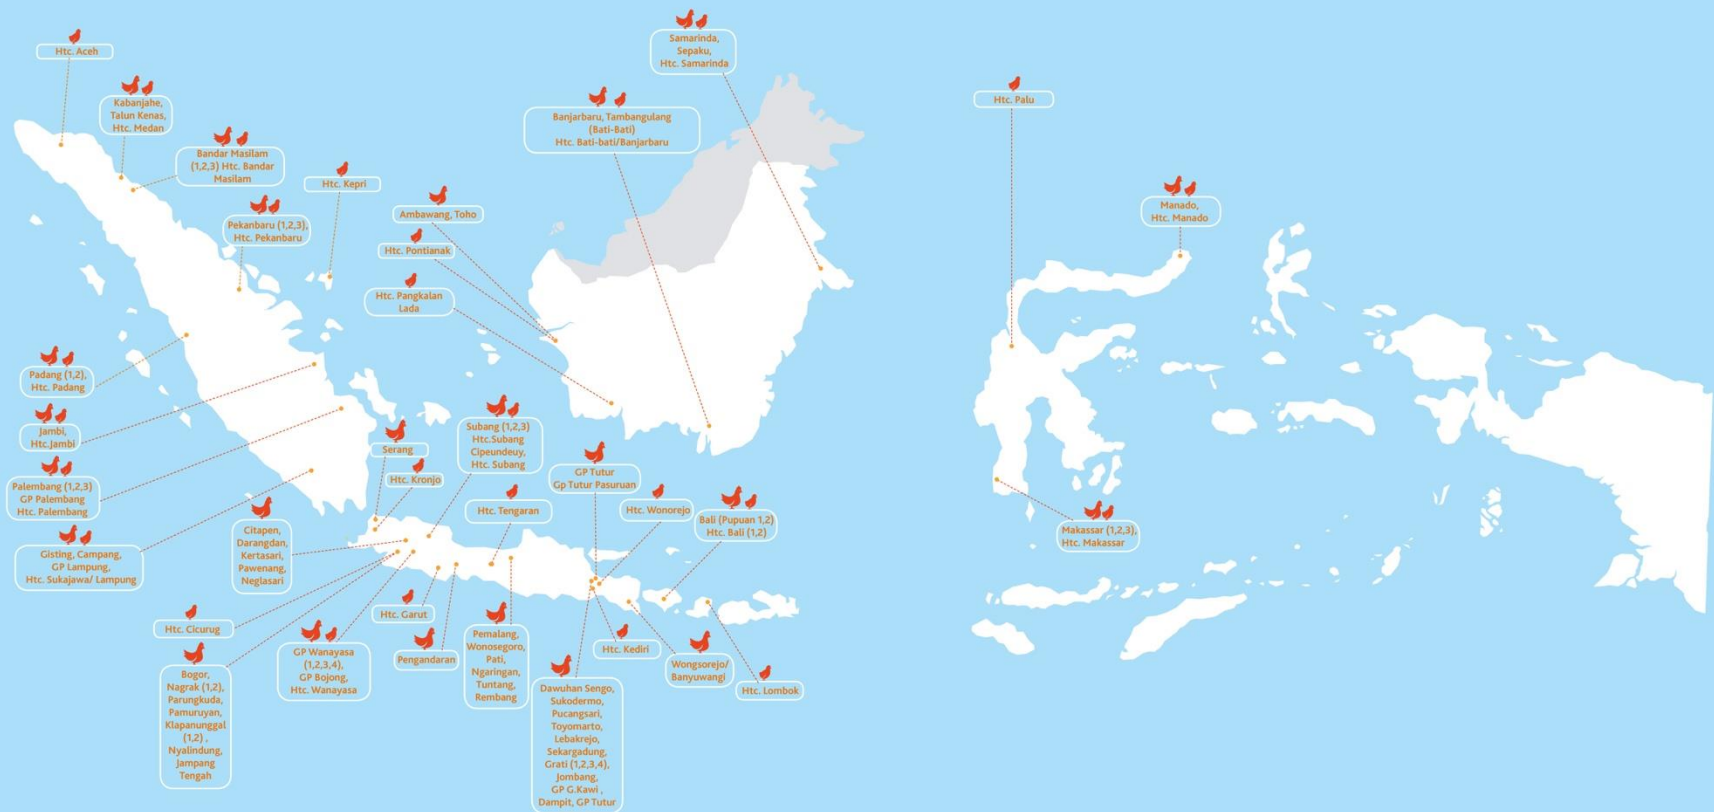 Htc. Aceh
Kabanjahe,
Talun Kenas,
Htc. Medan
Bandar Masilam
(1,2,3) Htc. Bandar
Masilam
Htc. Kepri
Pekanbaru (1,2,3),
Htc. Pekanbaru
Samarinda,
Sepaku,
Htc. Samarinda
Banjarbaru, Tambangulang
(Bati-Bati)
Htc. Bati-bati/Banjarbaru
Ambawang, Toho
Htc. Pontianak
Htc. Pangkalan
Lada
Htc. Palu
Manado,
Htc. Manado
Padang (1,2),
Htc. Padang
Jambi,
Htc.Jambi
Palembang (1,2,3)
GP Palembang
Htc. Palembang
Gisting, Campang,
GP Lampung,
Htc. Sukajawa/ Lampung
Serang
Htc. Kronjo
Subang (1,2,3)
Htc.Subang
Cipeundeuy,
Htc. Subang
Citapen,
Darangdan,
Kertasari,
Pawenang,
Neglasari
Htc. Tengaran
GP Tutur
Gp Tutur Pasuruan
Htc. Wonorejo
Bali (Pupuan 1,2)
Htc. Bali (1,2)
Makassar (1,2,3),
Htc. Makassar
Htc. Cicurug
Bogor,
Nagrak (1,2),
Parungkuda,
Pamuruyan,
Klapanunggal
(1,2) ,
Nyalindung,
Jampang
Tengah
GP Wanayasa
(1,2,3,4),
GP Bojong,
Htc. Wanayasa
Htc. Garut
Pengandaran
Pemalang,
Wonosegoro,
Pati,
Ngaringan,
Tuntang,
Rembang
Dawuhan Sengo,
Sukodermo,
Pucangsari,
Toyomarto,
Lebakrejo,
Sekargadung,
Grati (1,2,3,4),
Jombang,
GP G.Kawi ,
Dampit, GP Tutur
Htc. Kediri
Wongsorejo/
Banyuwangi
Htc. Lombok